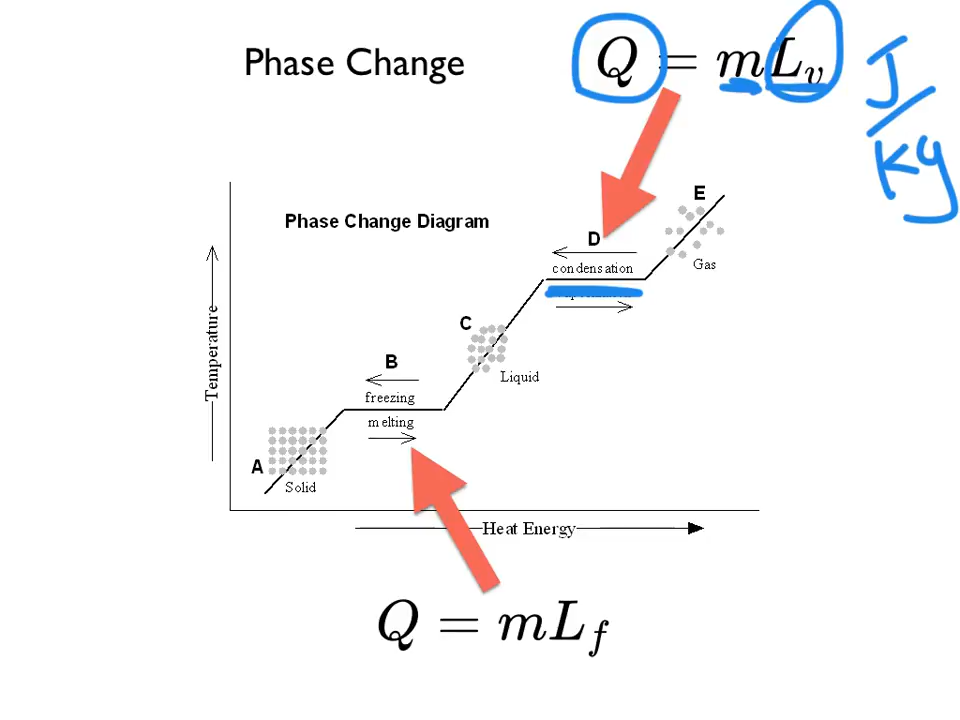 Phase Change
Q = mL_v
J/kg
Phase Change Diagram
E
D
condensation
Gas
C
Temperature
B
Liquid
freezing
melting
A
Solid
Heat Energy
Q = mL_f